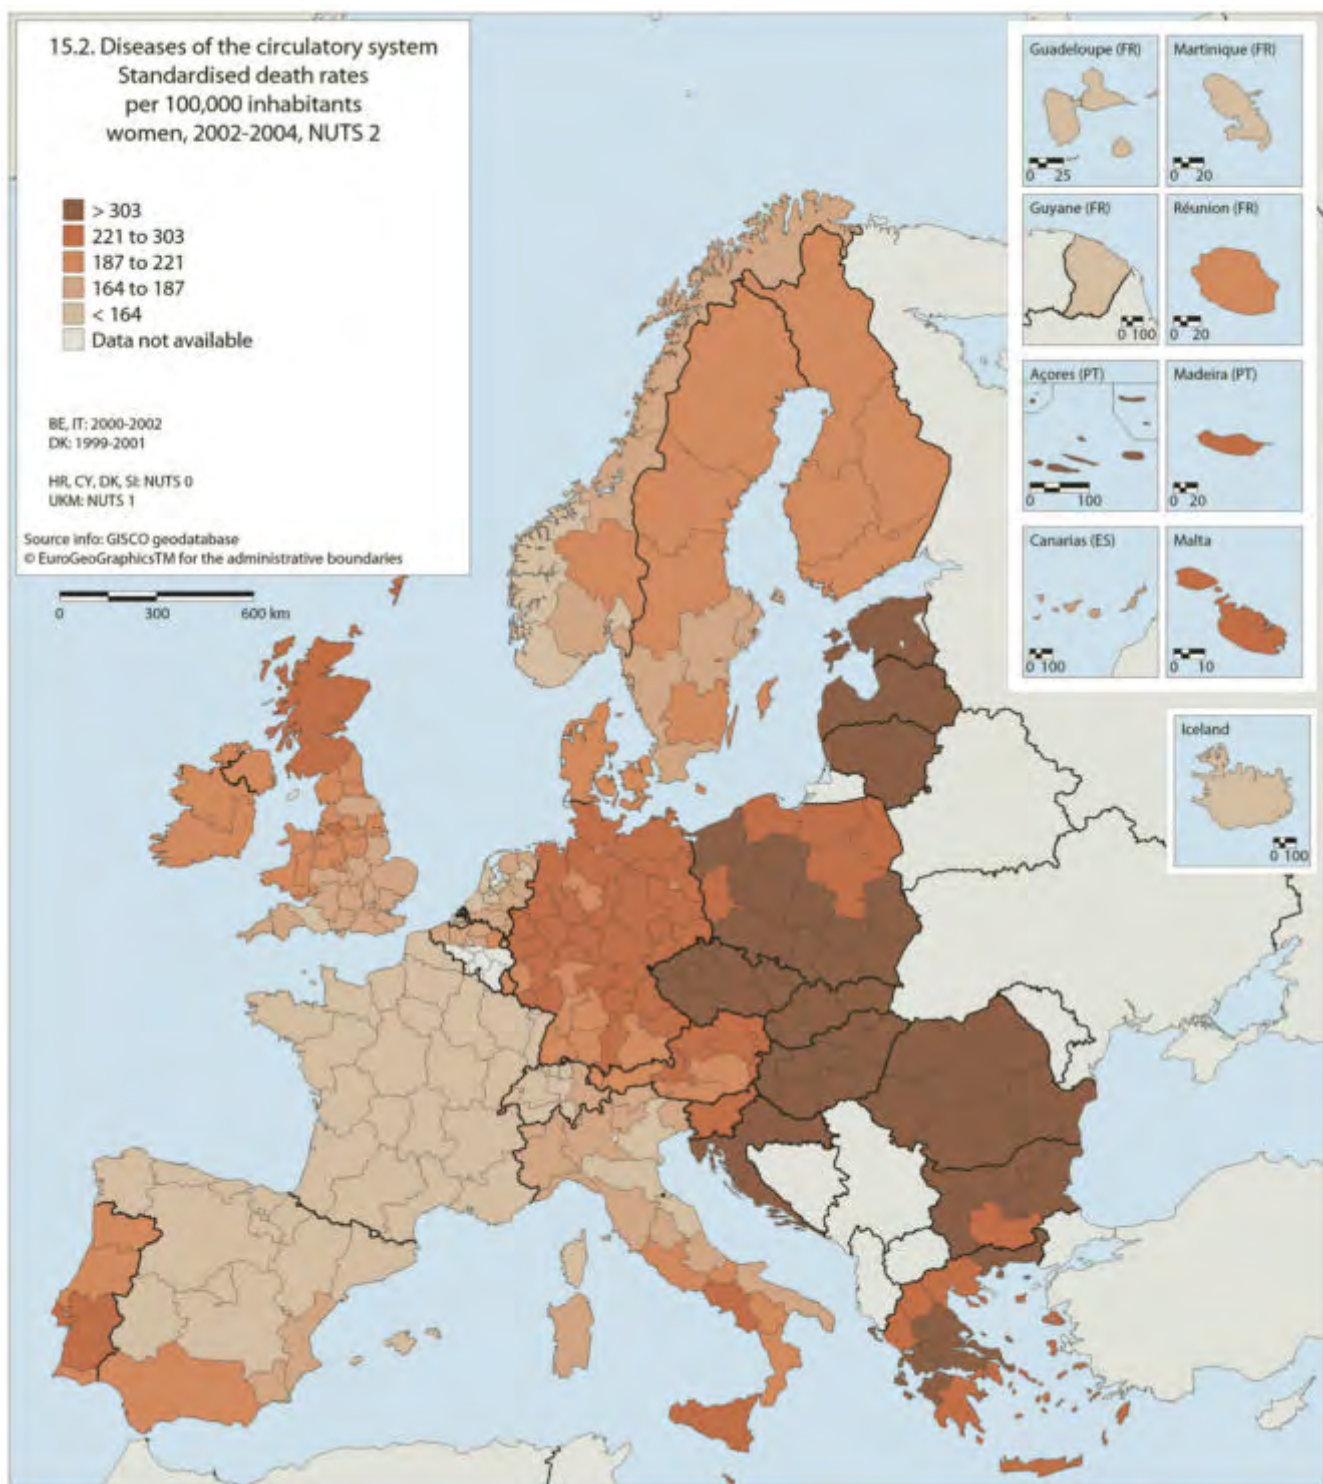 15.2. Diseases of the circulatory system
Standardised death rates
per 100,000 inhabitants
women, 2002-2004, NUTS 2
> 303
221 to 303
187 to 221
164 to 187
< 164
Data not available
BE, IT: 2000-2002
DK: 1999-2001
HR, CY, DK, SI: NUTS 0
UKM: NUTS 1
Source info: GISCO geodatabase
© EuroGeoGraphicsTM for the administrative boundaries
0 300 600 km
Guadeloupe (FR)
0 25
Martinique (FR)
0 20
Guyane (FR)
0 100
Réunion (FR)
0 20
Açores (PT)
0 100
Madeira (PT)
0 20
Canarias (ES)
0 100
Malta
0 10
Iceland
0 100